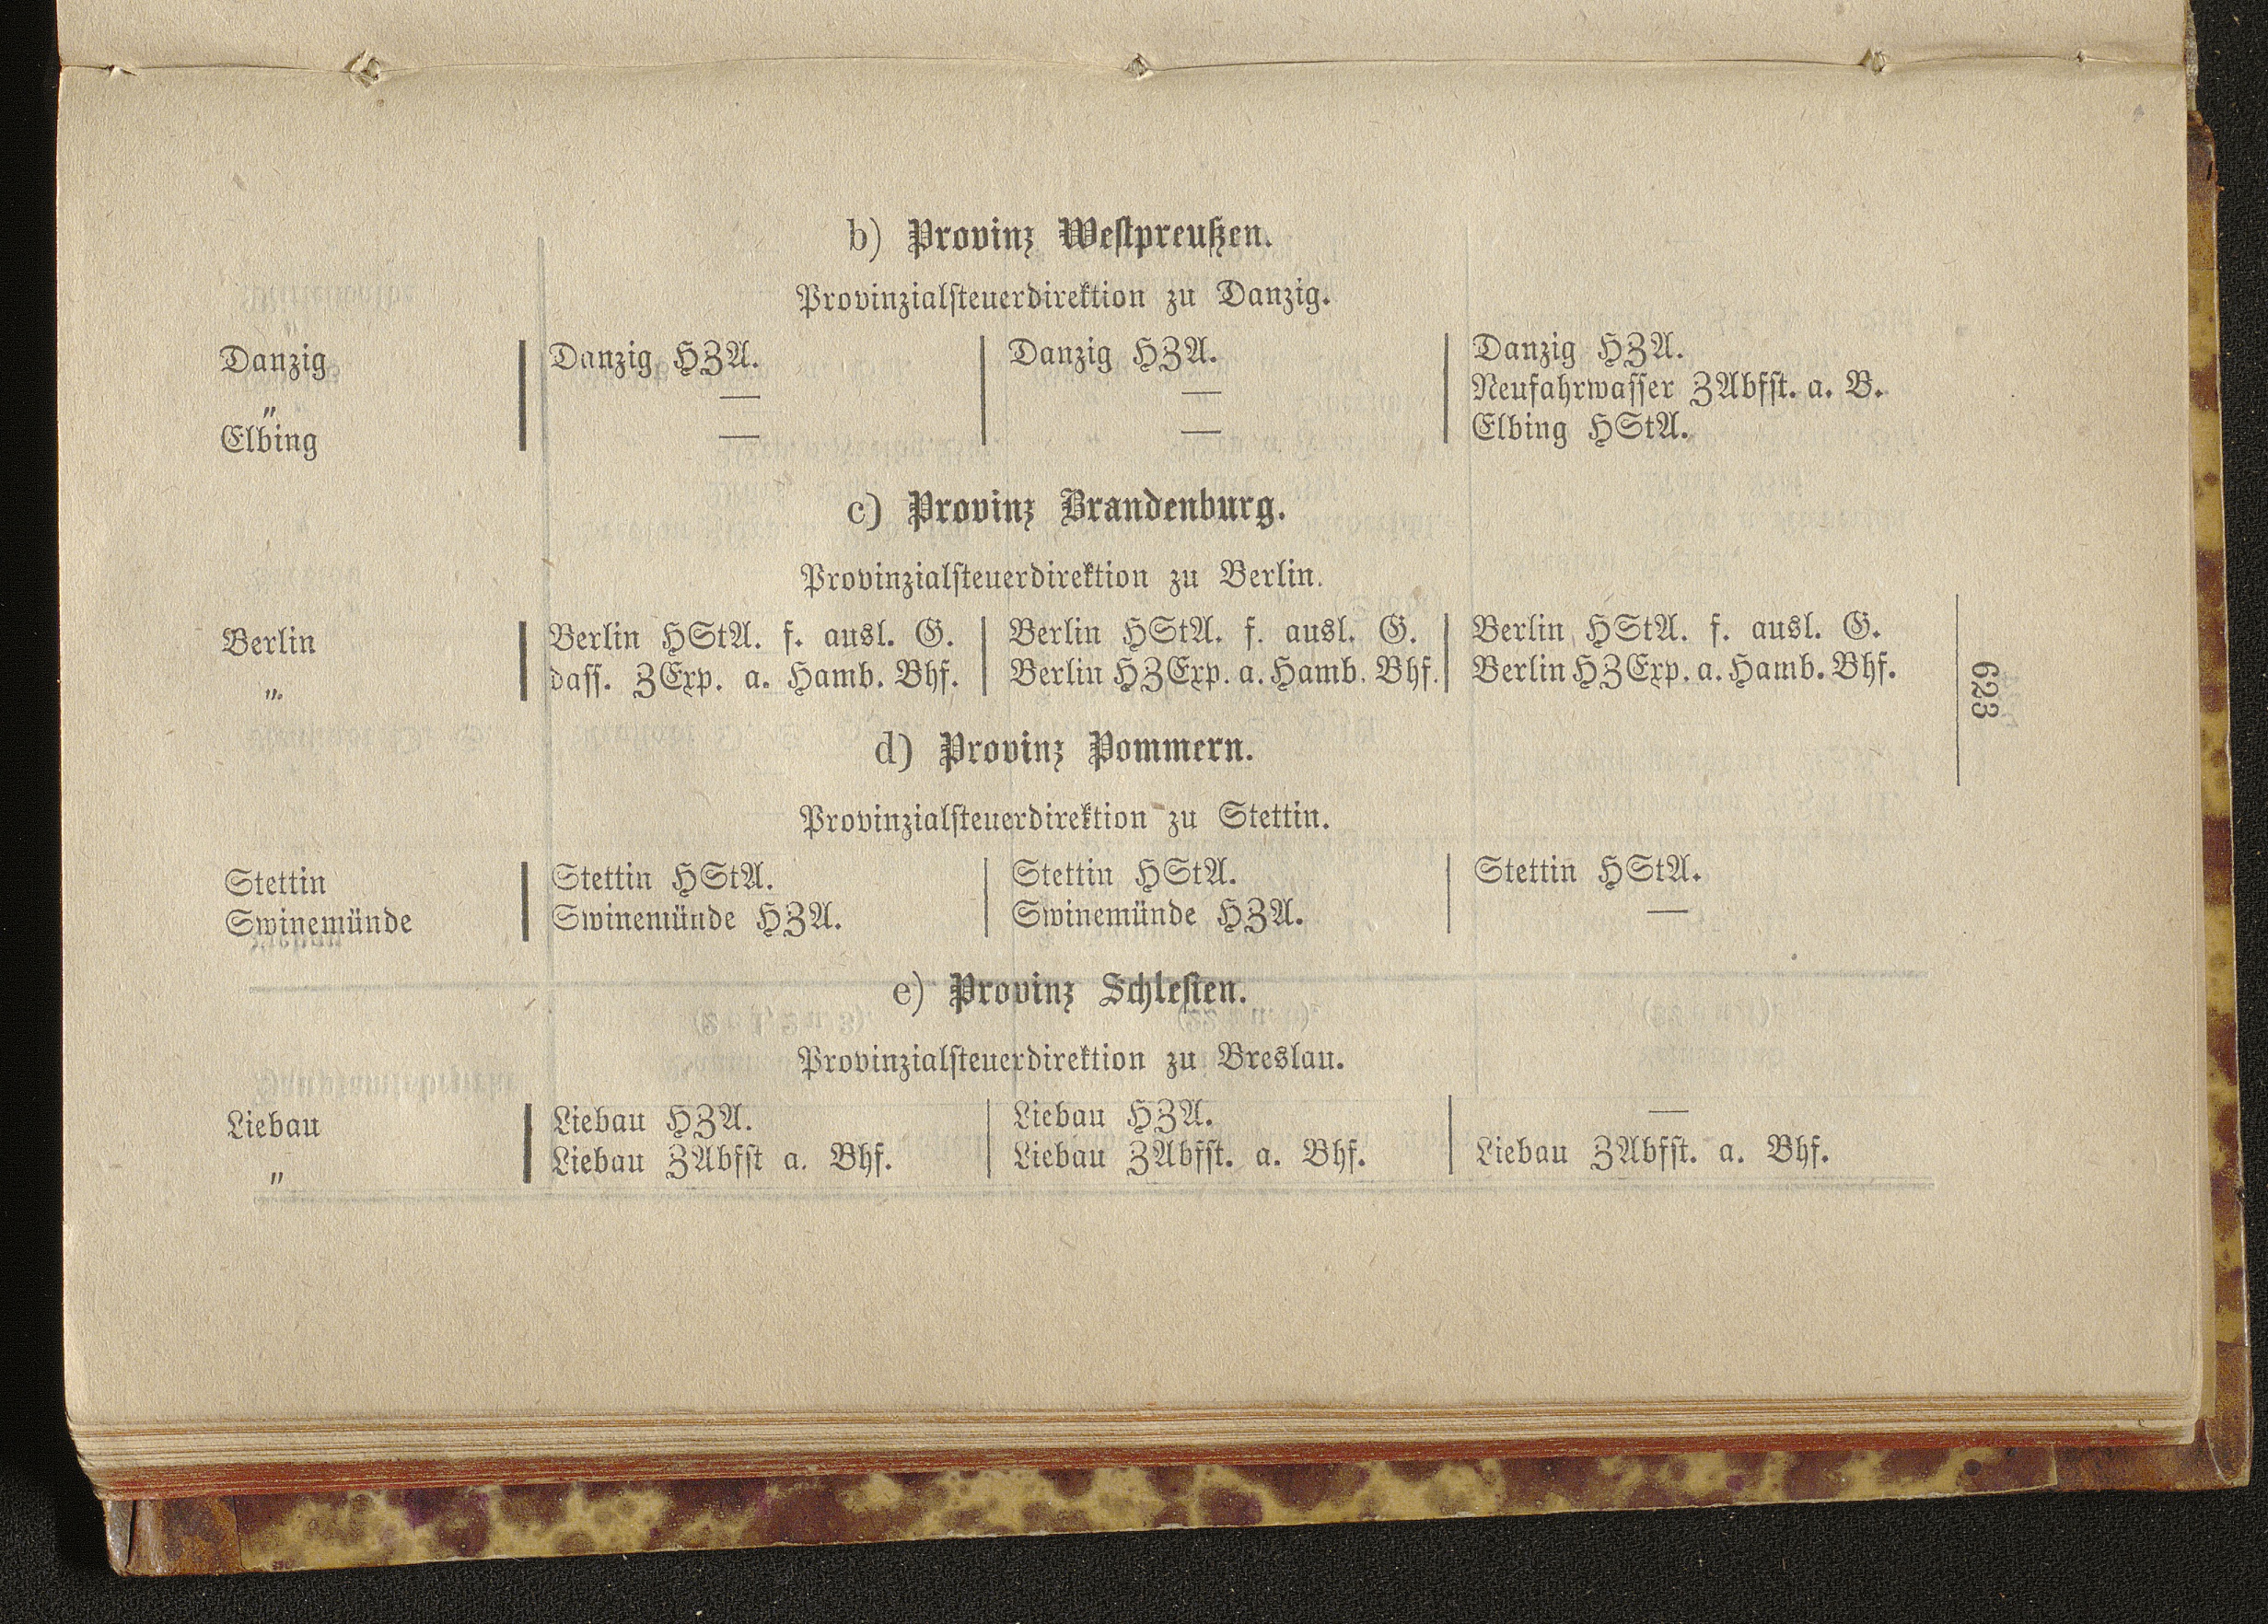 b) Provinz Westpreußen.
Provinzialsteuerdirektion zu Danzig.
Danzig Danzig HZA. Danzig HZA. Danzig HZA.
„ — — Neufahrwasser ZAbfst. a. B.
Elbing — — Elbing HStA.
c) Provinz Brandenburg.
Provinzialsteuerdirektion zu Berlin.
Berlin Berlin HStA. f. ausl. G. Berlin HStA. f. ausl. G. Berlin HStA. f. ausl. G.
„ dass. ZExp. a. Hamb. Bhf. Berlin HZExp. a. Hamb. Bhf. Berlin HZExp. a. Hamb. Bhf.
623
d) Provinz Pommern.
Provinzialsteuerdirektion zu Stettin.
Stettin Stettin HStA. Stettin HStA. Stettin HStA.
Swinemünde Swinemünde HZA. Swinemünde HZA. —
e) Provinz Schlesien.
Provinzialsteuerdirektion zu Breslau.
Liebau Liebau HZA. Liebau HZA. —
„ Liebau ZAbfst a. Bhf. Liebau ZAbfst. a. Bhf. Liebau ZAbfst. a. Bhf.